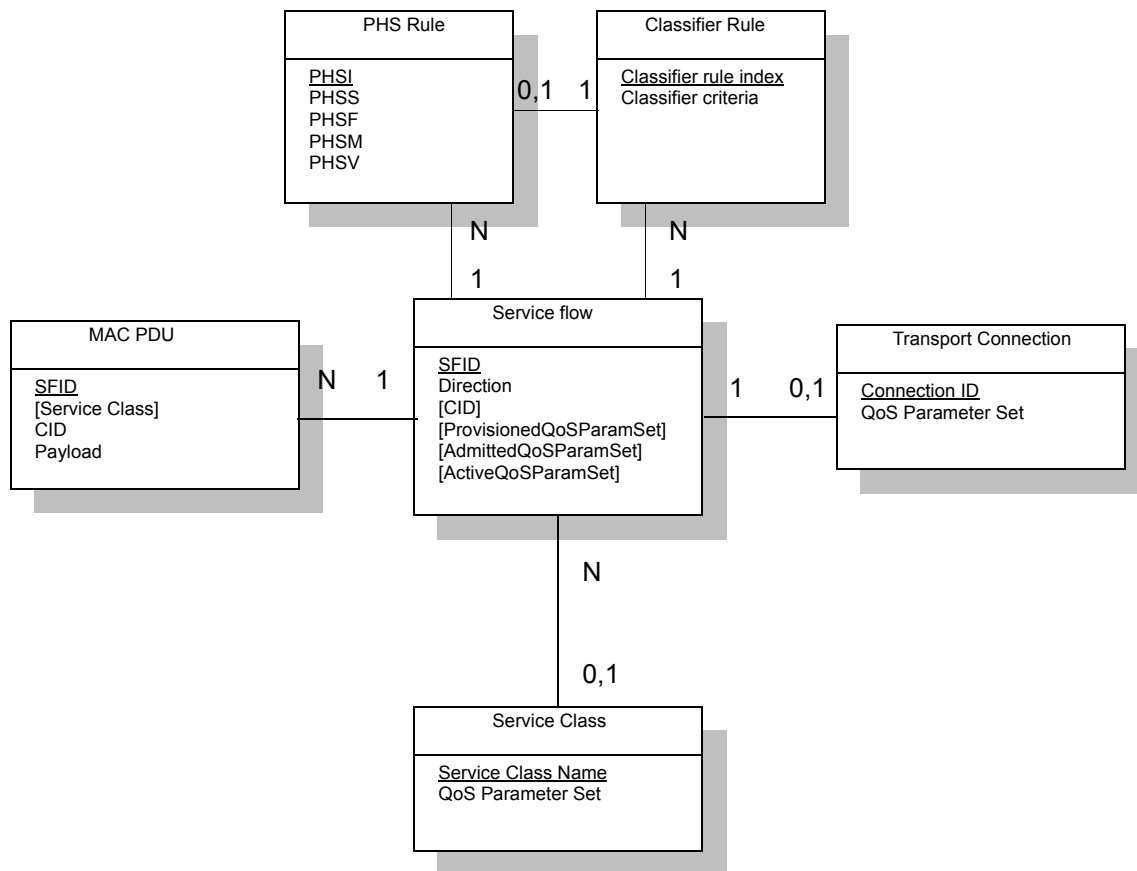 PHS Rule
PHSI
PHSS
PHSF
PHSM
PHSV
0,1 1
Classifier Rule
Classifier rule index
Classifier criteria
N
1
N
1
MAC PDU
SFID
[Service Class]
CID
Payload
N 1
Service flow
SFID
Direction
[CID]
[ProvisionedQoSParamSet]
[AdmittedQoSParamSet]
[ActiveQoSParamSet]
1 0,1
Transport Connection
Connection ID
QoS Parameter Set
N
0,1
Service Class
Service Class Name
QoS Parameter Set